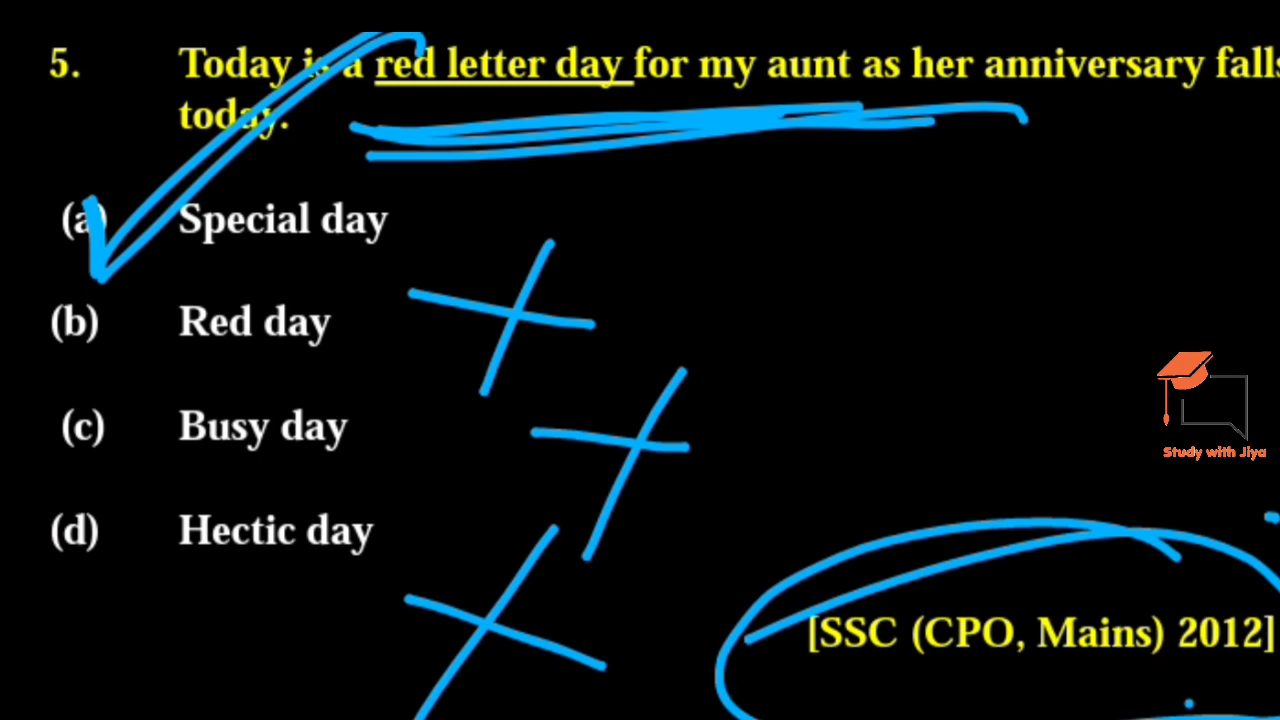 5. Today is a red letter day for my aunt as her anniversary falls
today.
(a) Special day
(b) Red day
(c) Busy day
(d) Hectic day
Study with Jiya
[SSC (CPO, Mains) 2012]